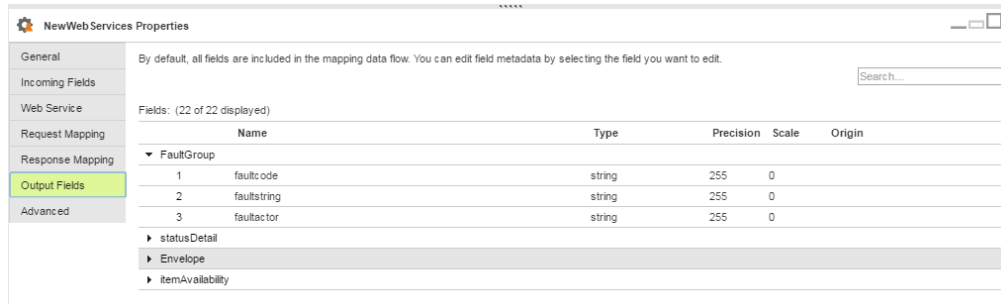 NewWebServices Properties
General
Incoming Fields
Web Service
Request Mapping
Response Mapping
Output Fields
Advanced
By default, all fields are included in the mapping data flow. You can edit field metadata by selecting the field you want to edit.
Search...
Fields: (22 of 22 displayed)
Name Type Precision Scale Origin
FaultGroup
1 faultcode string 255 0
2 faultstring string 255 0
3 faultactor string 255 0
statusDetail
Envelope
itemAvailability